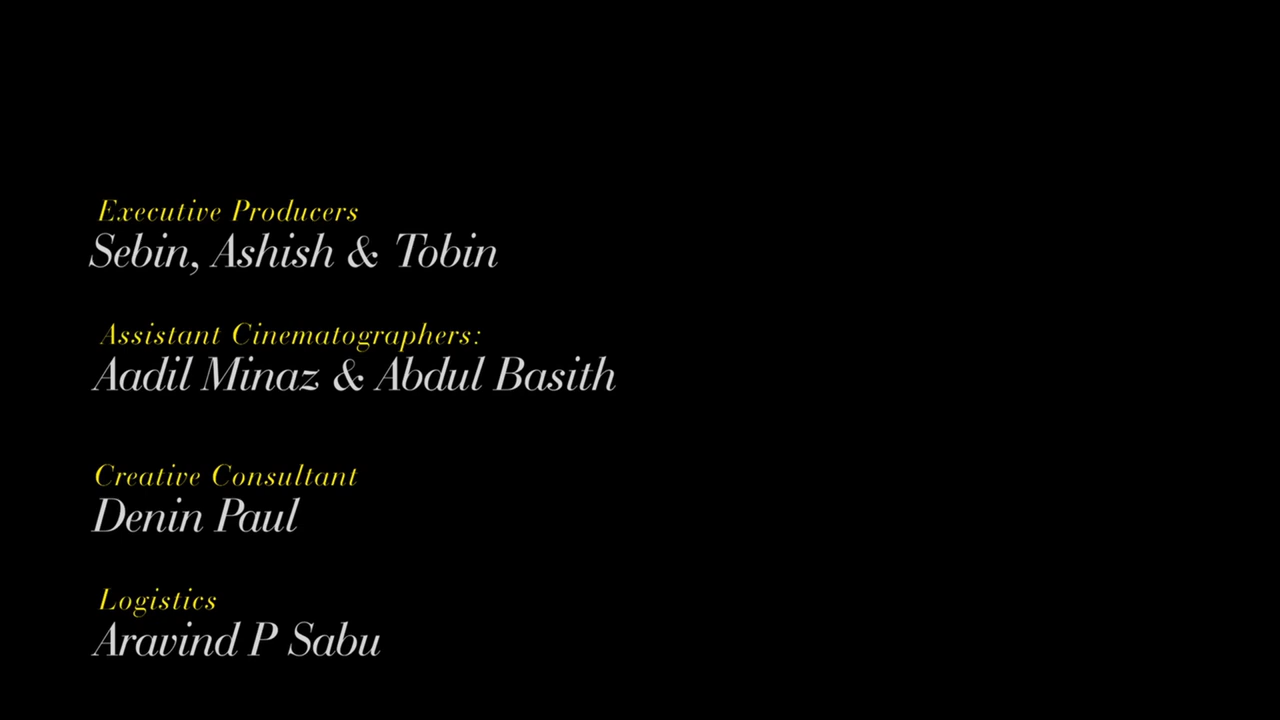 Executive Producers
Sebin, Ashish & Tobin
Assistant Cinematographers:
Aadil Minaz & Abdul Basith
Creative Consultant
Denin Paul
Logistics
Aravind P Sabu